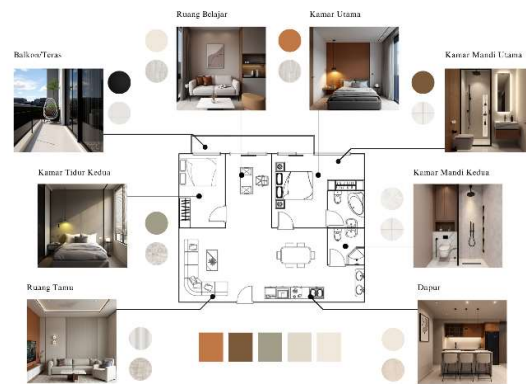 Ruang Belajar
Kamar Utama
Balkon/Teras
Kamar Mandi Utama
Kamar Tidur Kedua
Kamar Mandi Kedua
Ruang Tamu
Dapur